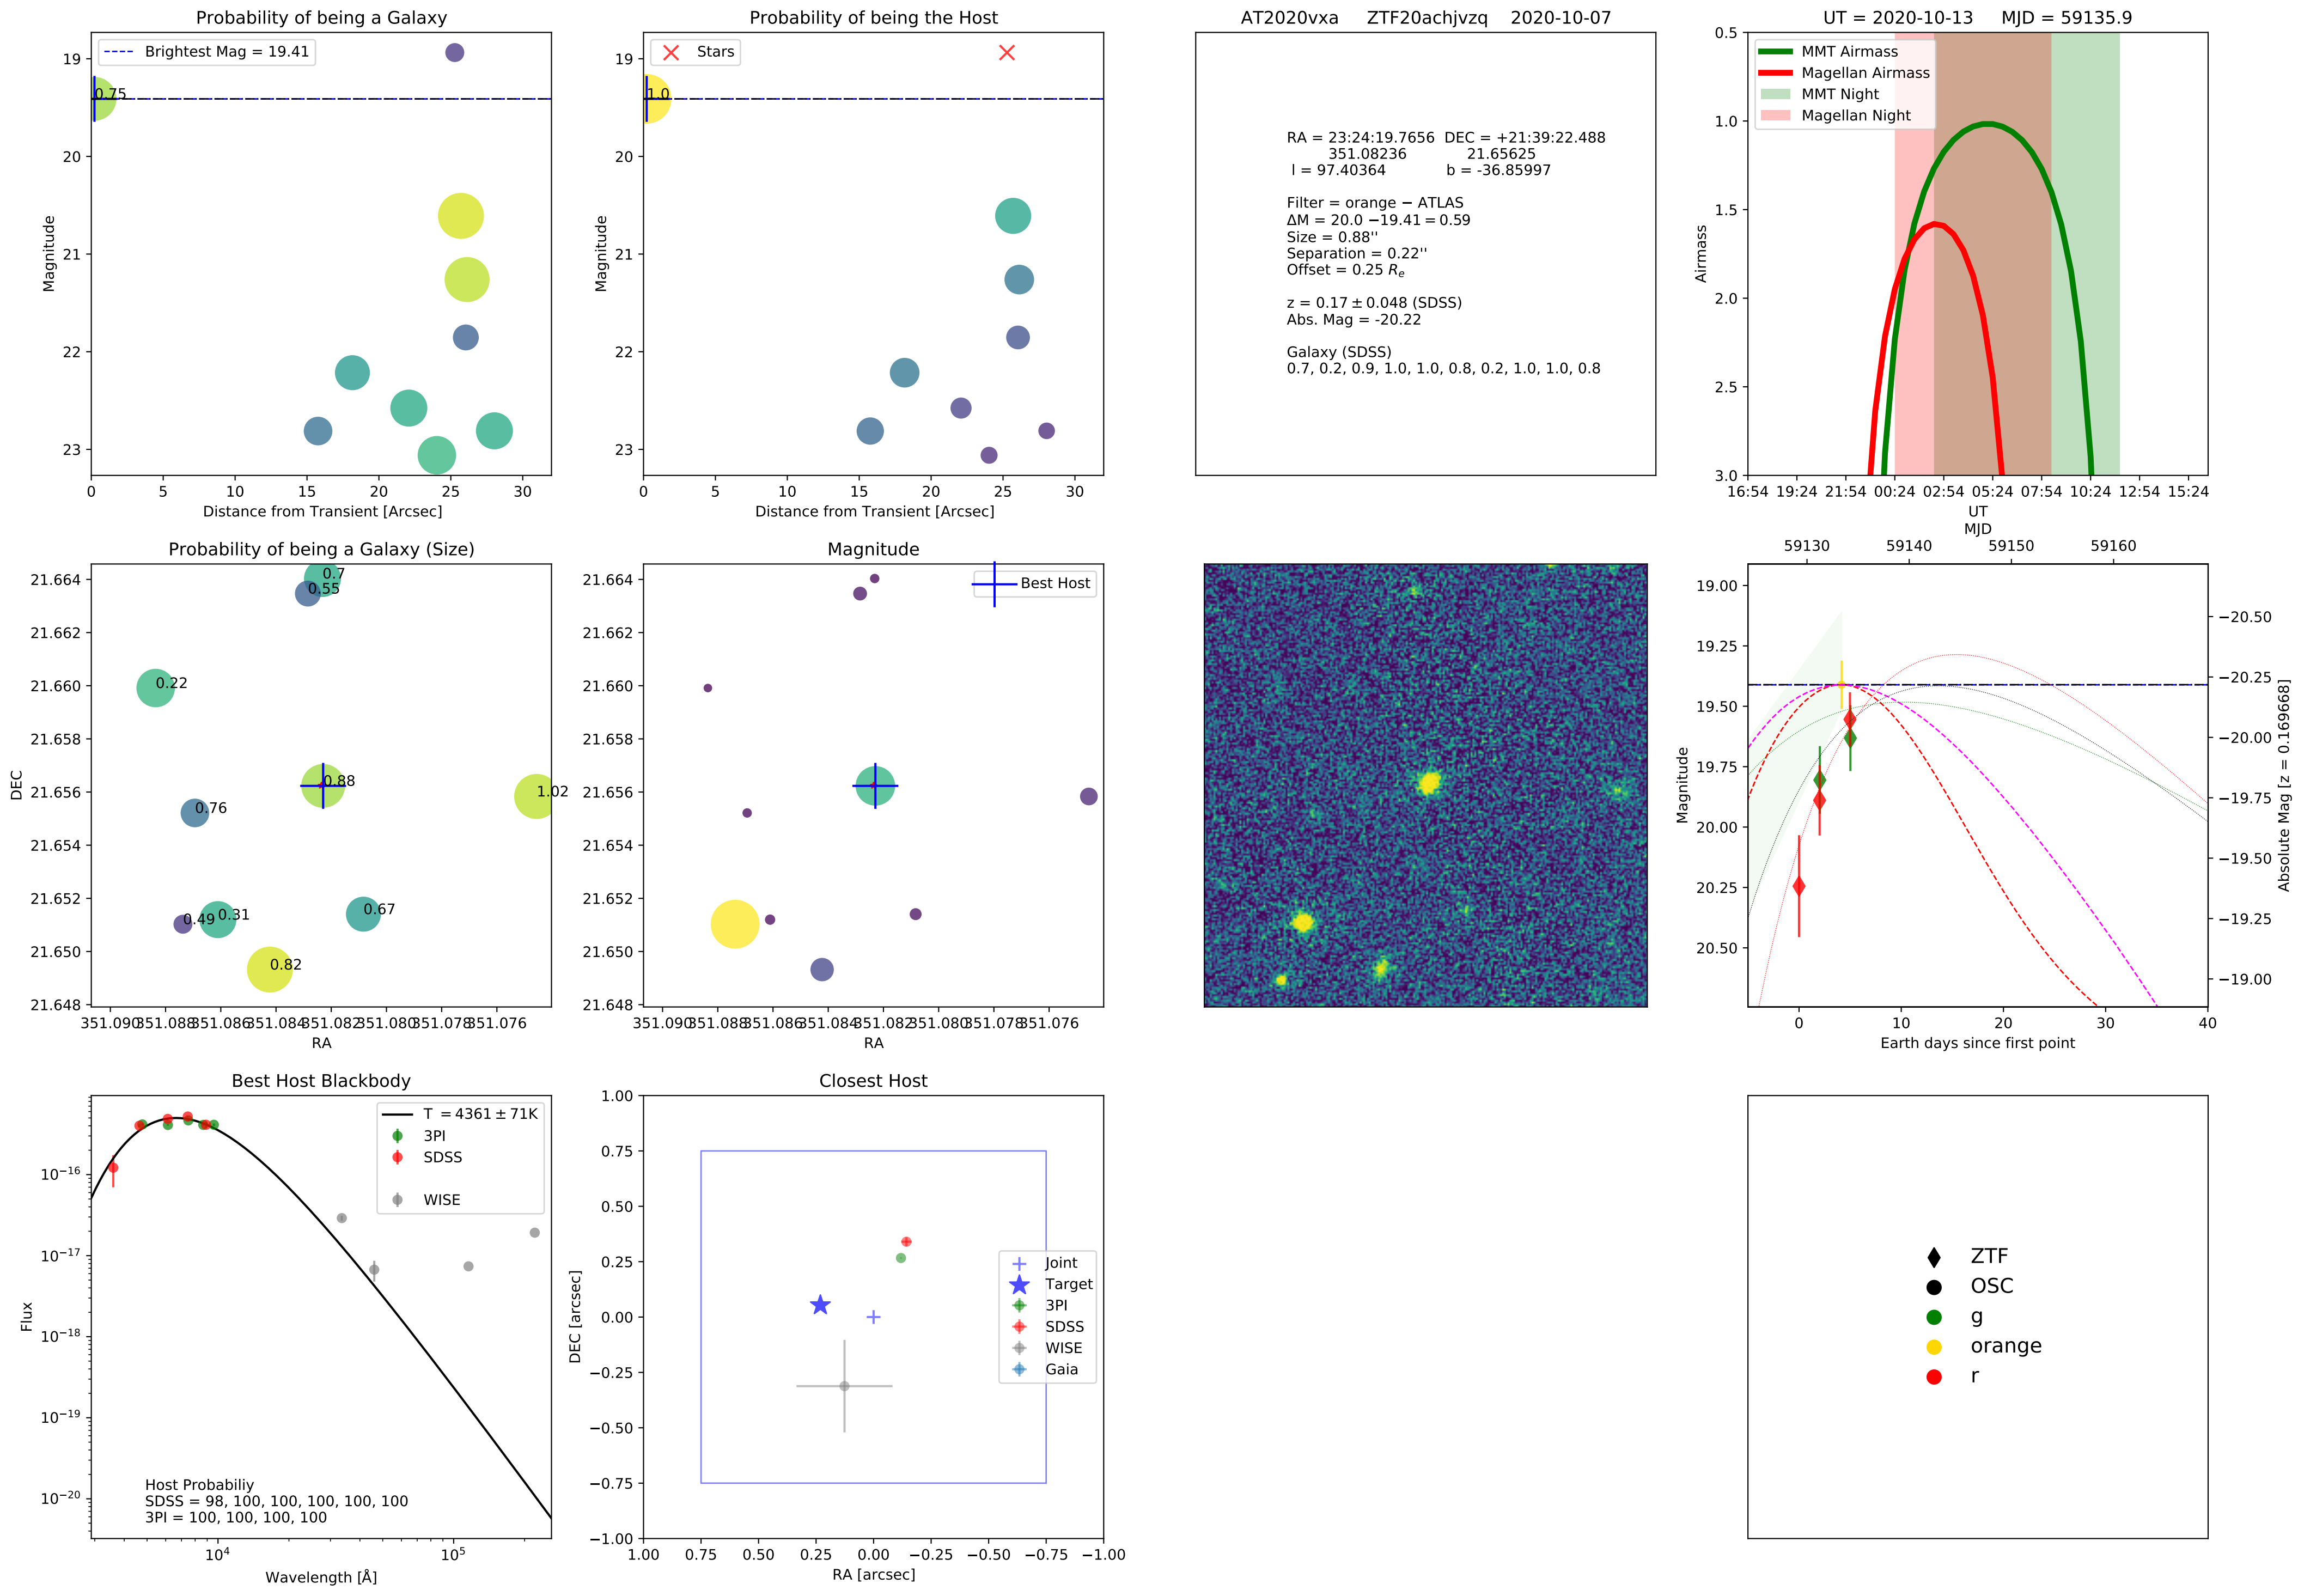 Probability of being a Galaxy
Brightest Mag = 19.41
0.75
19
20
21
22
23
Magnitude
0 5 10 15 20 25 30
Distance from Transient [Arcsec]
Probability of being the Host
Stars
1.0
19
20
21
22
23
Magnitude
0 5 10 15 20 25 30
Distance from Transient [Arcsec]
AT2020vxa ZTF20achjvzq 2020-10-07
RA = 23:24:19.7656 DEC = +21:39:22.488
351.08236 21.65625
l = 97.40364 b = -36.85997
Filter = orange − ATLAS
ΔM = 20.0 −19.41 = 0.59
Size = 0.88''
Separation = 0.22''
Offset = 0.25 Re
z = 0.17 ± 0.048 (SDSS)
Abs. Mag = -20.22
Galaxy (SDSS)
0.7, 0.2, 0.9, 1.0, 1.0, 0.8, 0.2, 1.0, 1.0, 0.8
UT = 2020-10-13 MJD = 59135.9
MMT Airmass
Magellan Airmass
MMT Night
Magellan Night
0.5
1.0
1.5
2.0
2.5
3.0
Airmass
16:54 19:24 21:54 00:24 02:54 05:24 07:54 10:24 12:54 15:24
UT
Probability of being a Galaxy (Size)
0.7
0.55
0.22
0.88
1.02
0.76
0.49
0.31
0.67
0.82
21.664
21.662
21.660
21.658
21.656
21.654
21.652
21.650
21.648
DEC
351.090 351.088 351.086 351.084 351.082 351.080 351.078 351.076
RA
Magnitude
Best Host
21.664
21.662
21.660
21.658
21.656
21.654
21.652
21.650
21.648
351.090 351.088 351.086 351.084 351.082 351.080 351.078 351.076
RA
MJD
59130 59140 59150 59160
19.00
19.25
19.50
19.75
20.00
20.25
20.50
Magnitude
−20.50
−20.25
−20.00
−19.75
−19.50
−19.25
−19.00
Absolute Mag [z = 0.169668]
0 10 20 30 40
Earth days since first point
Best Host Blackbody
T = 4361 ± 71K
3PI
SDSS
WISE
10−16
10−17
10−18
10−19
10−20
Flux
Host Probabiliy
SDSS = 98, 100, 100, 100, 100, 100
3PI = 100, 100, 100, 100
104 105
Wavelength [Å]
Closest Host
1.00
0.75
0.50
0.25
0.00
−0.25
−0.50
−0.75
−1.00
DEC [arcsec]
Joint
Target
3PI
SDSS
WISE
Gaia
1.00 0.75 0.50 0.25 0.00 −0.25 −0.50 −0.75 −1.00
RA [arcsec]
ZTF
OSC
g
orange
r